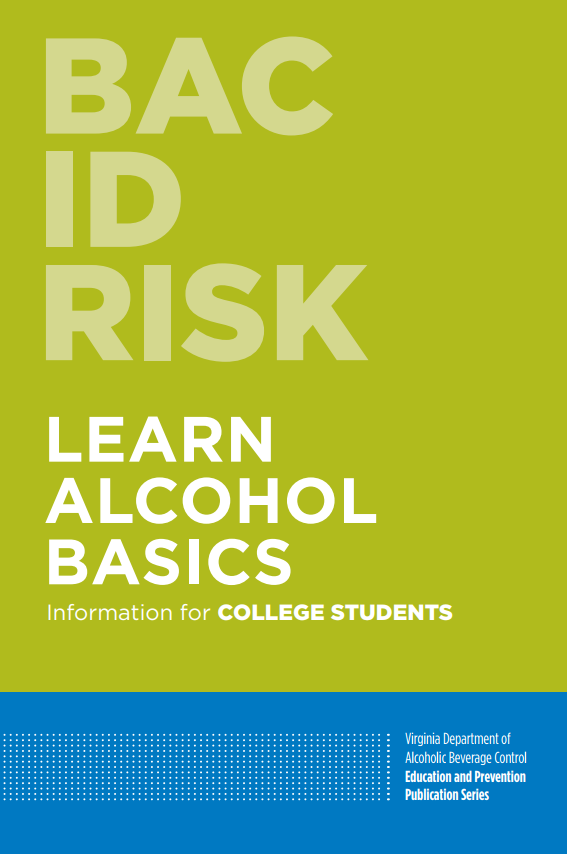 BAC
ID
RISK
LEARN
ALCOHOL
BASICS
Information for COLLEGE STUDENTS
Virginia Department of
Alcoholic Beverage Control
Education and Prevention
Publication Series